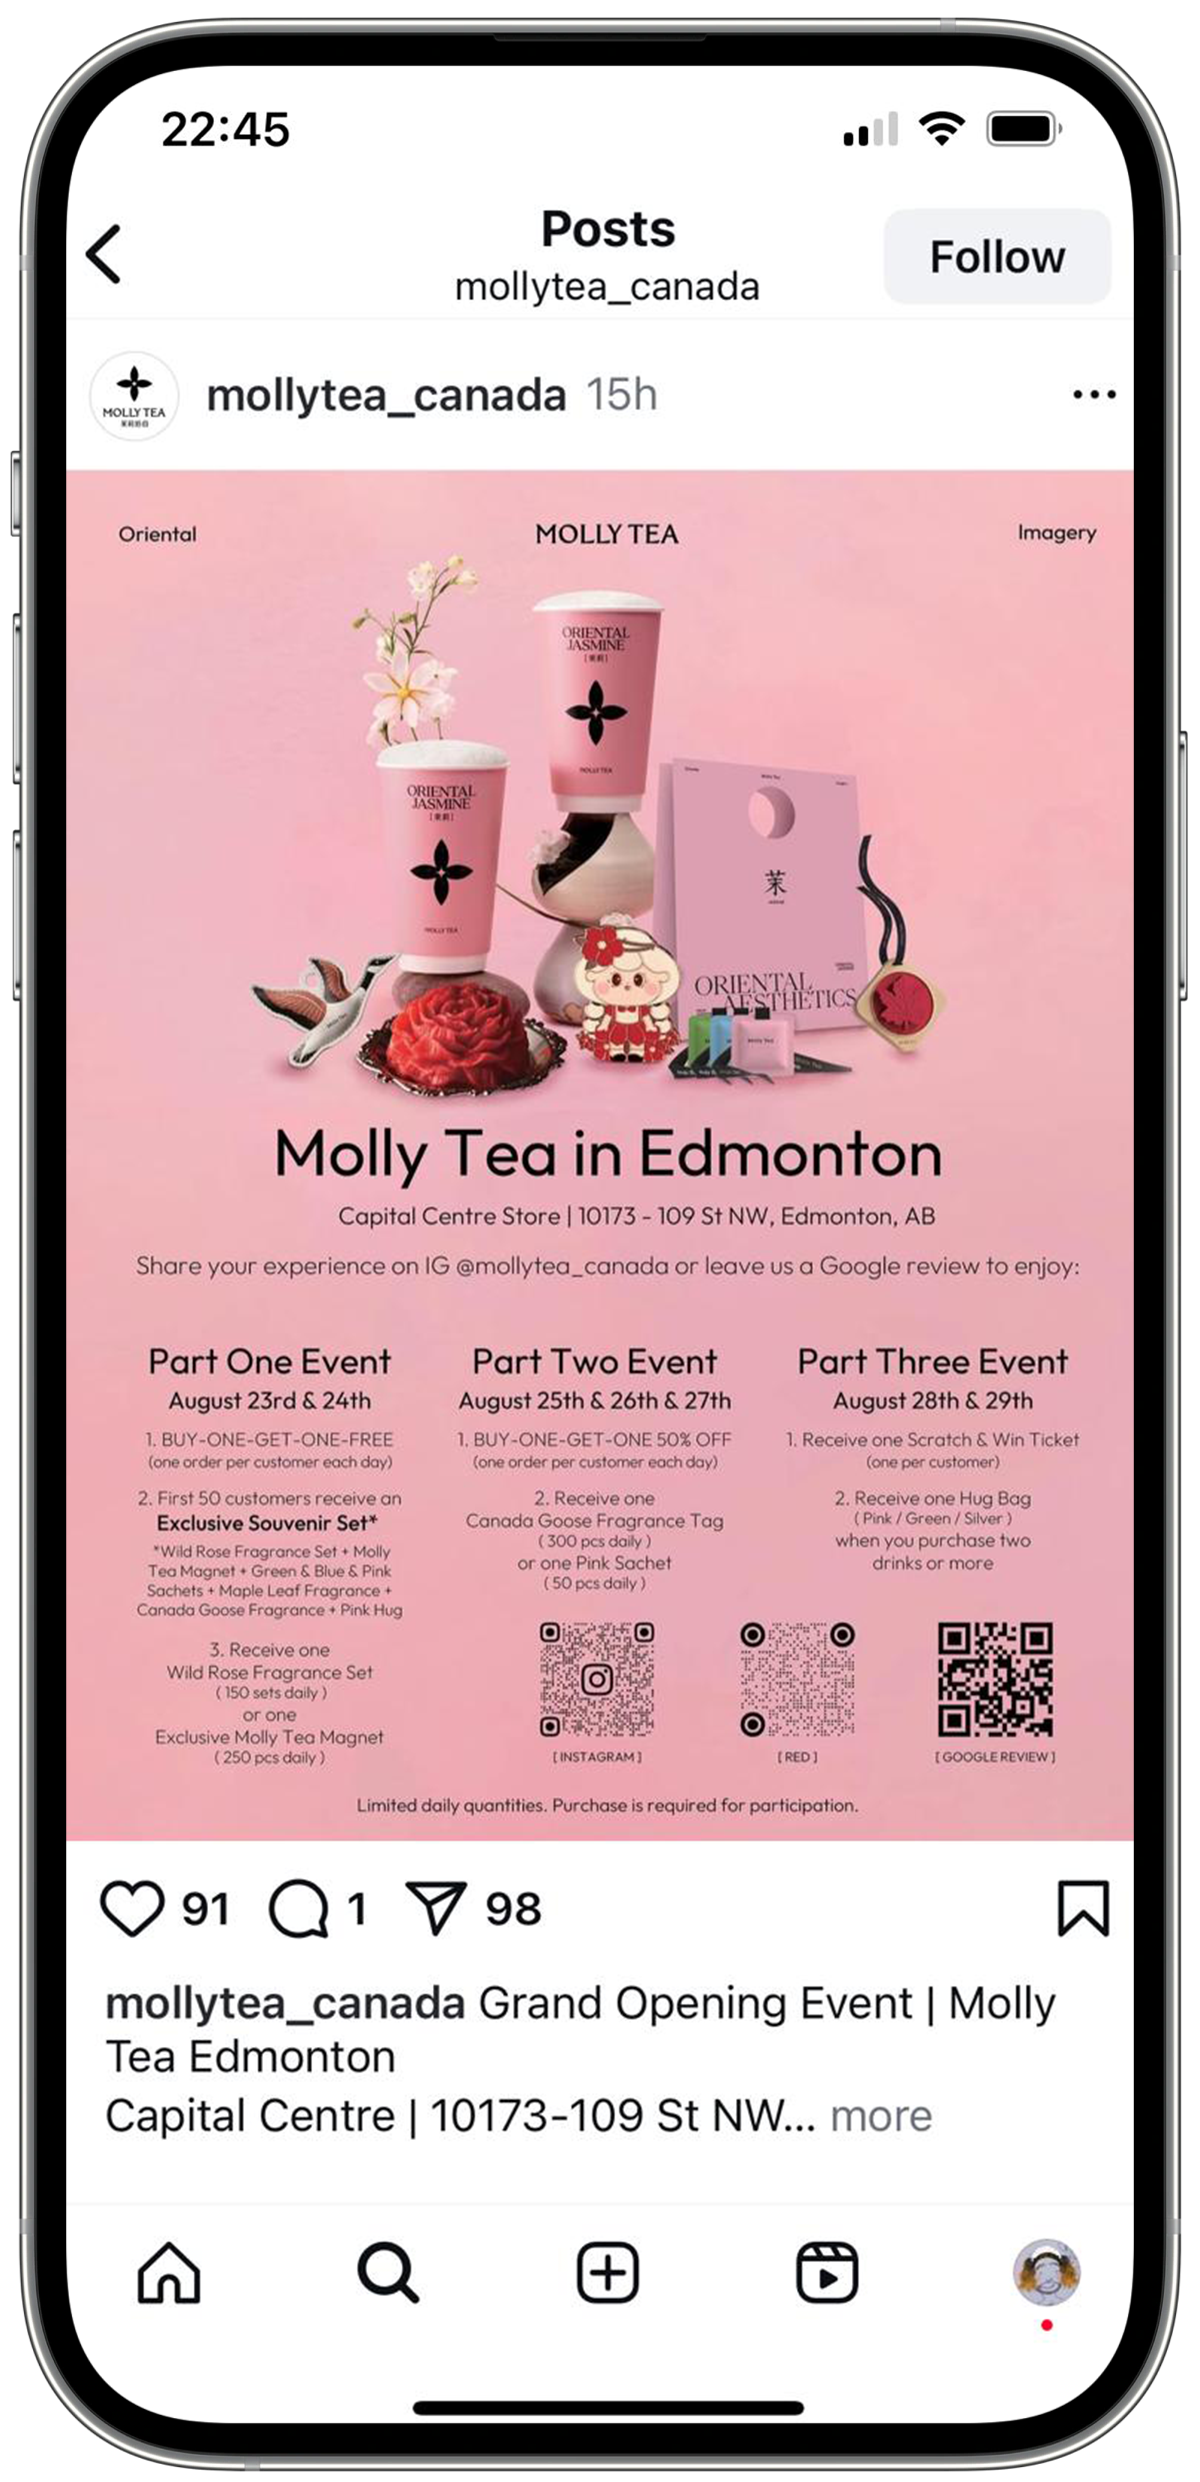 22:45
Posts
mollytea_canada
Follow
MOLLY TEA
mollytea_canada 15h
Oriental
MOLLY TEA
Imagery
ORIENTAL
JASMINE
[茉莉]
MOLLY TEA
ORIENTAL
JASMINE
[茉莉]
MOLLY TEA
茉
ORIENTAL
AESTHETICS
Molly Tea
Molly Tea in Edmonton
Capital Centre Store | 10173 - 109 St NW, Edmonton, AB
Share your experience on IG @mollytea_canada or leave us a Google review to enjoy:
Part One Event
August 23rd & 24th
1. BUY-ONE-GET-ONE-FREE
(one order per customer each day)
2. First 50 customers receive an
Exclusive Souvenir Set*
*Wild Rose Fragrance Set + Molly
Tea Magnet + Green & Blue & Pink
Sachets + Maple Leaf Fragrance +
Canada Goose Fragrance + Pink Hug
3. Receive one
Wild Rose Fragrance Set
( 150 sets daily )
or one
Exclusive Molly Tea Magnet
( 250 pcs daily )
Part Two Event
August 25th & 26th & 27th
1. BUY-ONE-GET-ONE 50% OFF
(one order per customer each day)
2. Receive one
Canada Goose Fragrance Tag
( 300 pcs daily )
or one Pink Sachet
( 50 pcs daily )
Part Three Event
August 28th & 29th
1. Receive one Scratch & Win Ticket
(one per customer)
2. Receive one Hug Bag
( Pink / Green / Silver )
when you purchase two
drinks or more
[ INSTAGRAM ]
[ RED ]
[ GOOGLE REVIEW ]
Limited daily quantities. Purchase is required for participation.
91
1
98
mollytea_canada Grand Opening Event | Molly
Tea Edmonton
Capital Centre | 10173-109 St NW... more